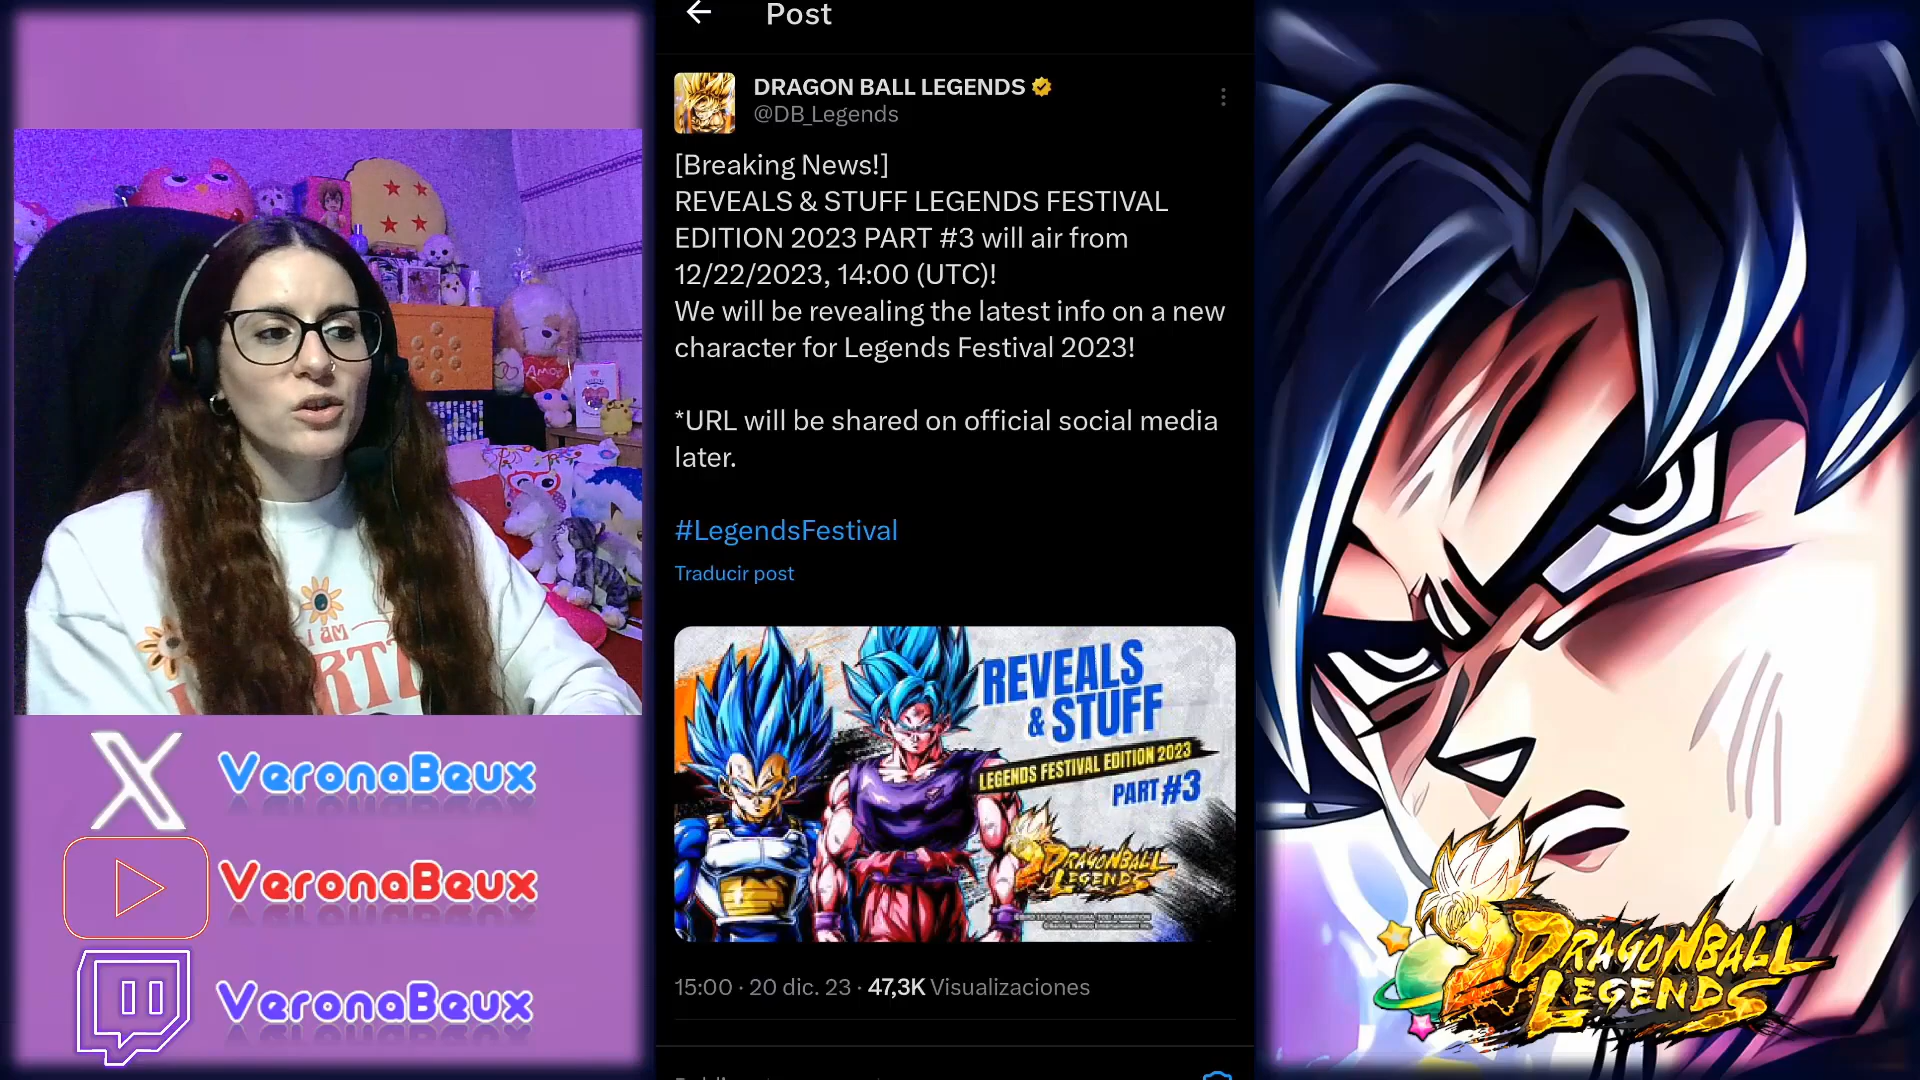 Post
DRAGON BALL LEGENDS
@DB_Legends
[Breaking News!]
REVEALS & STUFF LEGENDS FESTIVAL
EDITION 2023 PART #3 will air from
12/22/2023, 14:00 (UTC)!
We will be revealing the latest info on a new
character for Legends Festival 2023!
*URL will be shared on official social media
later.
#LegendsFestival
Traducir post
REVEALS
& STUFF
LEGENDS FESTIVAL EDITION 2023
PART #3
DRAGONBALL
LEGENDS
15:00 · 20 dic. 23 · 47,3K Visualizaciones
AMOR
I AM
VeronaBeux
VeronaBeux
VeronaBeux
DRAGONBALL
LEGENDS